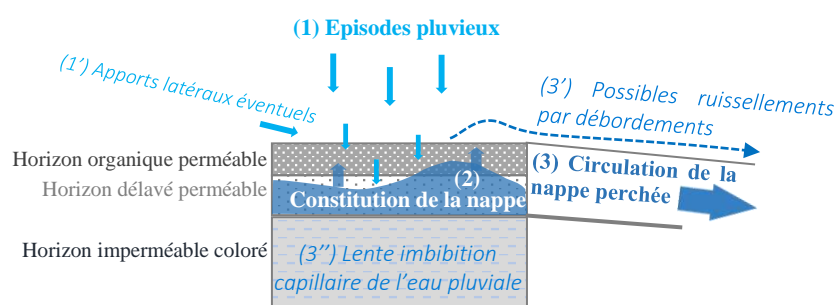 (1) Episodes pluvieux
(1’) Apports latéraux éventuels
(3’) Possibles ruissellements
par débordements
Horizon organique perméable
Horizon délavé perméable
(2)
Constitution de la nappe
(3) Circulation de la
nappe perchée
Horizon imperméable coloré
(3’’) Lente imbibition
capillaire de l’eau pluviale